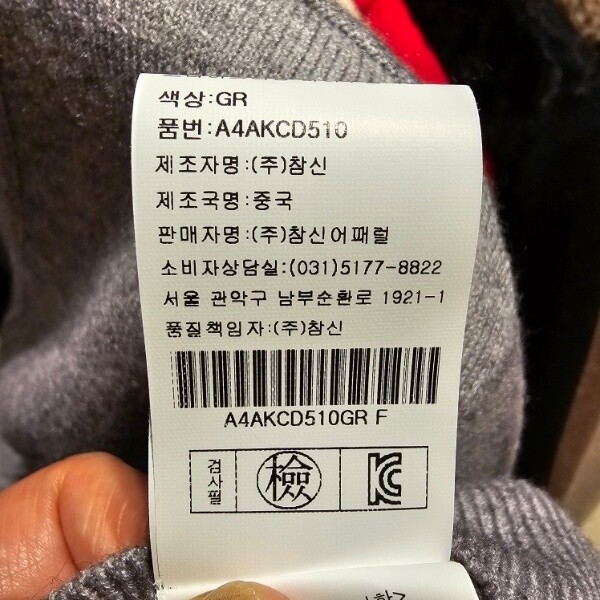 색상:GR
품번:A4AKCD510
제조자명:(주)참신
제조국명:중국
판매자명:(주)참신어패럴
소비자상담실:(031)5177-8822
서울 관악구 남부순환로 1921-1
품질책임자:(주)참신
A4AKCD510GR F
검사필 檢 KC